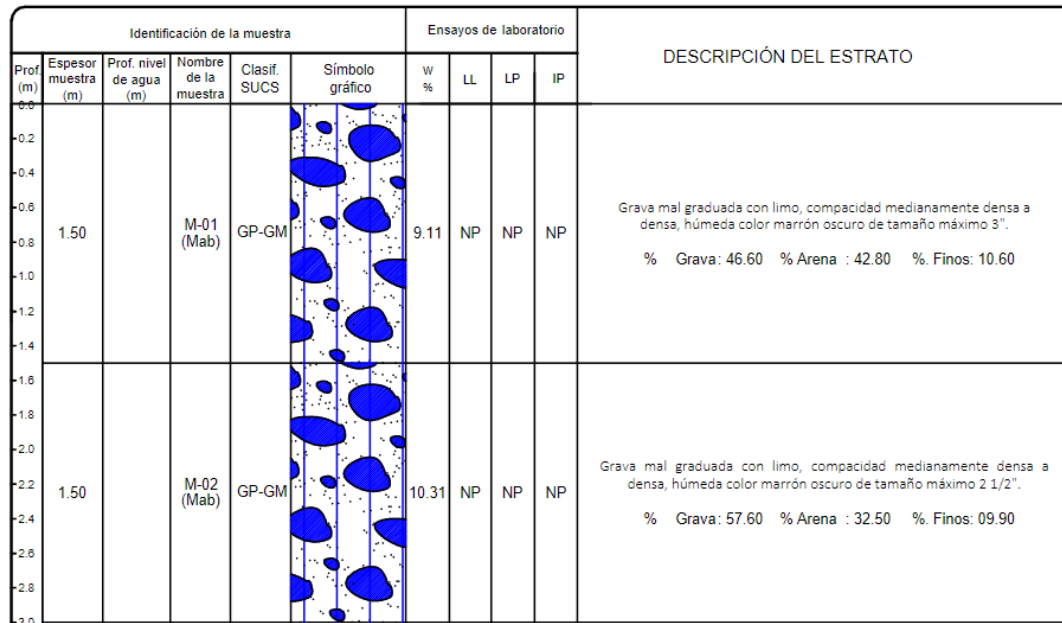 Identificación de la muestra
Ensayos de laboratorio
DESCRIPCIÓN DEL ESTRATO
Prof. (m)
Espesor muestra (m)
Prof. nivel de agua (m)
Nombre de la muestra
Clasif. SUCS
Símbolo gráfico
W %
LL
LP
IP
0.0
0.2
0.4
0.6
0.8
1.0
1.2
1.4
1.50
M-01 (Mab)
GP-GM
9.11
NP
NP
NP
Grava mal graduada con limo, compacidad medianamente densa a
densa, húmeda color marrón oscuro de tamaño máximo 3".
% Grava: 46.60 % Arena : 42.80 %. Finos: 10.60
1.6
1.8
2.0
2.2
2.4
2.6
2.8
3.0
1.50
M-02 (Mab)
GP-GM
10.31
NP
NP
NP
Grava mal graduada con limo, compacidad medianamente densa a
densa, húmeda color marrón oscuro de tamaño máximo 2 1/2".
% Grava: 57.60 % Arena : 32.50 %. Finos: 09.90